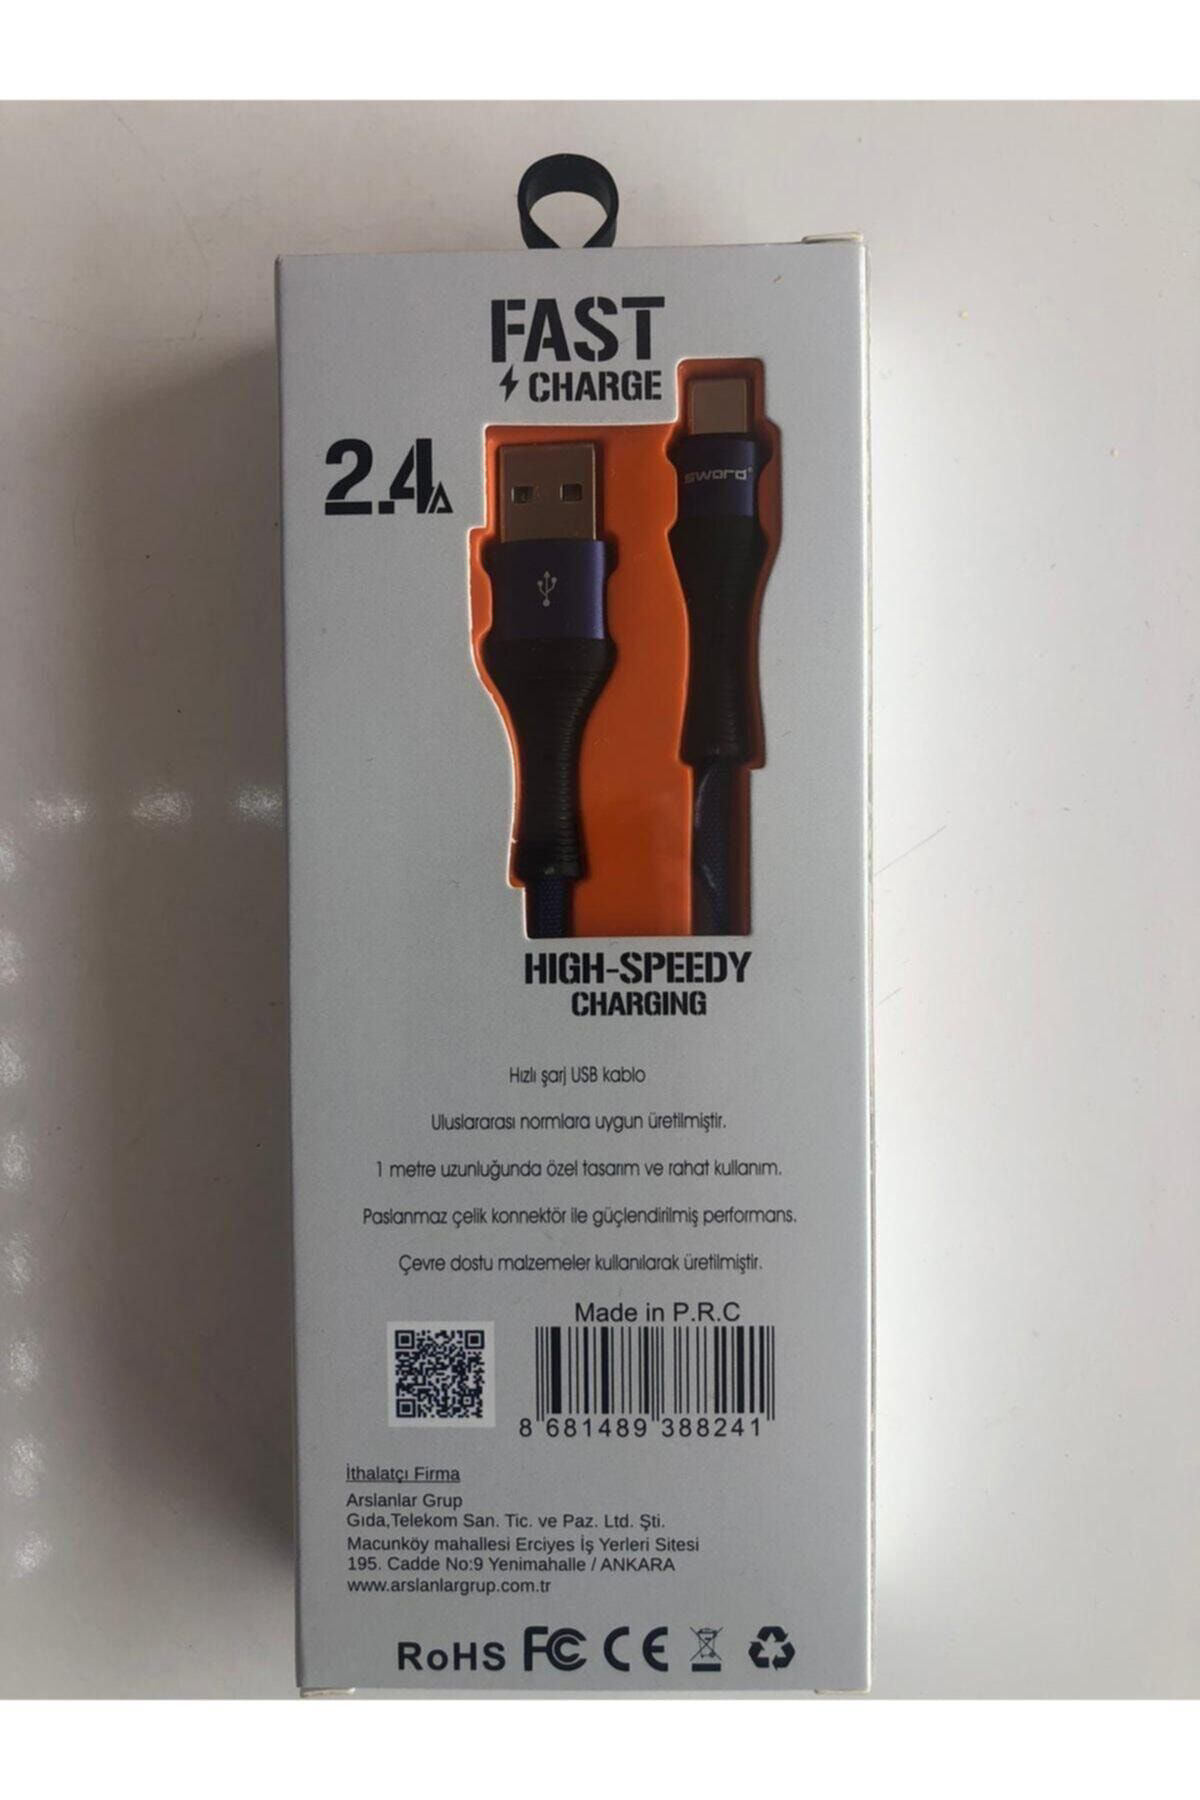 FAST
CHARGE
2.4A
sword®
HIGH-SPEEDY
CHARGING
Hızlı şarj USB kablo
Uluslararası normlara uygun üretilmiştir.
1 metre uzunluğunda özel tasarım ve rahat kullanım.
Paslanmaz çelik konnektör ile güçlendirilmiş performans.
Çevre dostu malzemeler kullanılarak üretilmiştir.
Made in P.R.C
8 681489 388241
İthalatçı Firma
Arslanlar Grup
Gıda,Telekom San. Tic. ve Paz. Ltd. Şti.
Macunköy mahallesi Erciyes İş Yerleri Sitesi
195. Cadde No:9 Yenimahalle / ANKARA
www.arslanlargrup.com.tr
RoHS FC CE